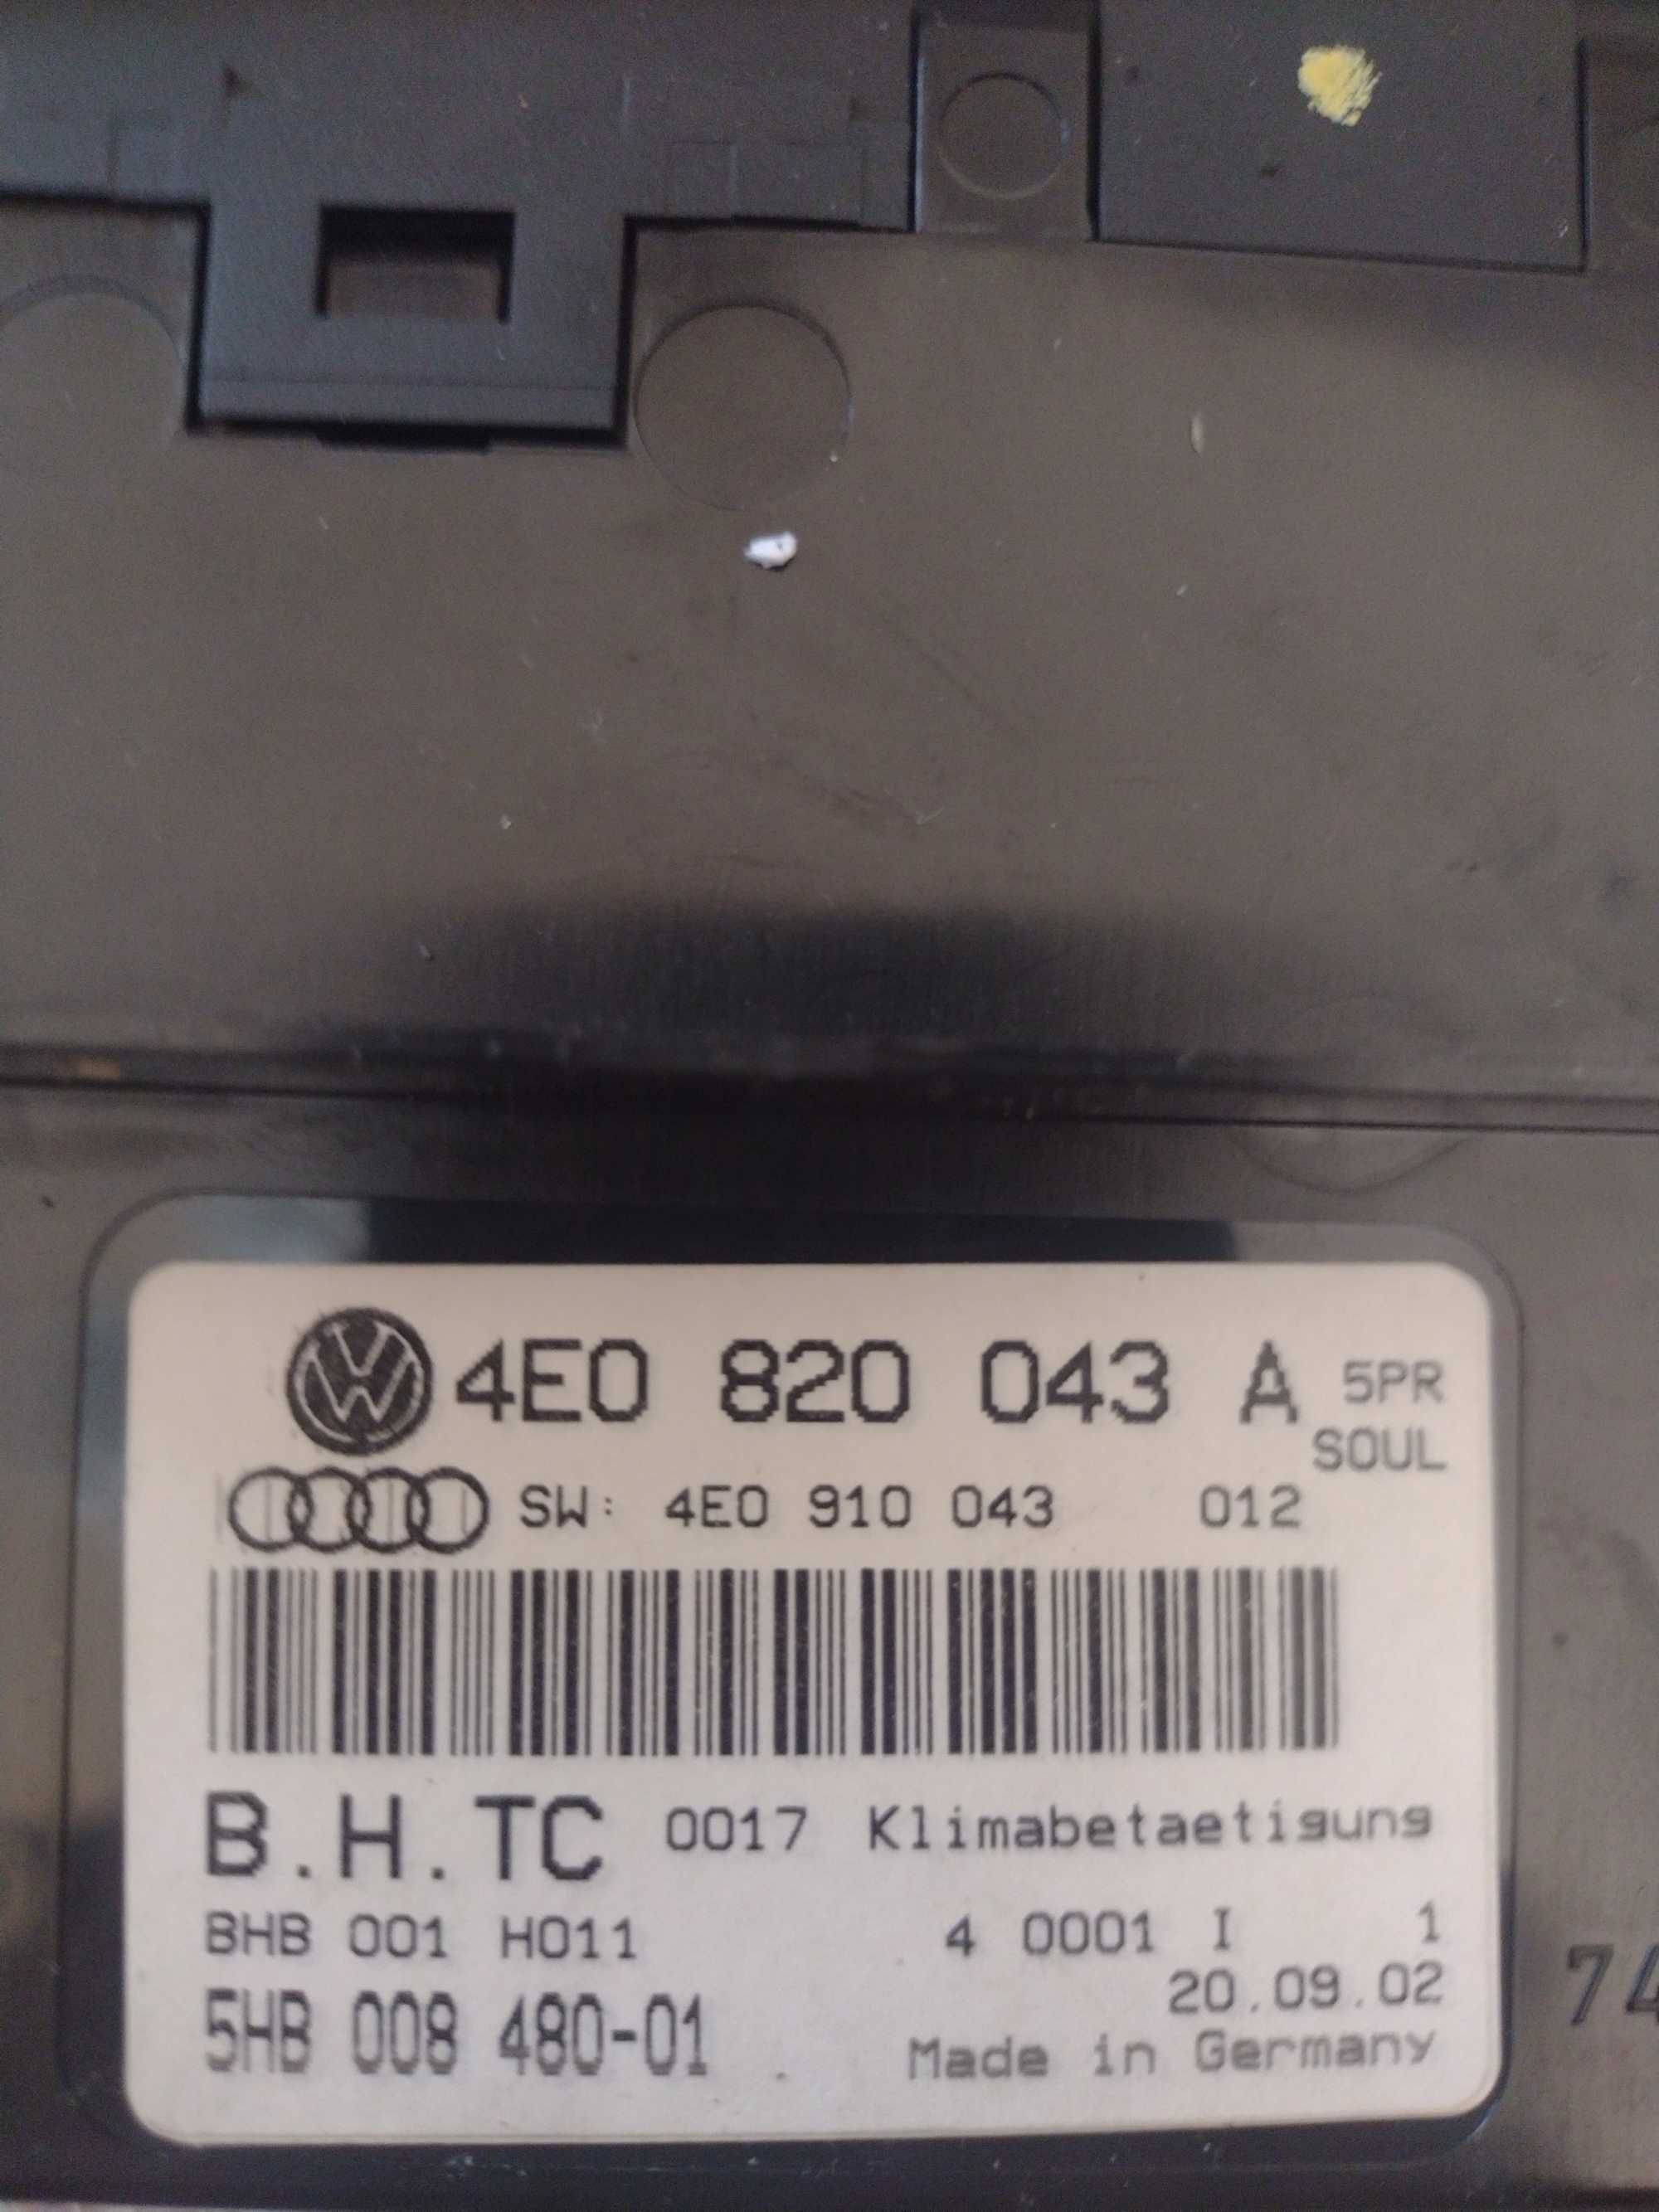 4E0 820 043 A 5PR
SOUL
SW: 4E0 910 043 012
B.H.TC 0017 Klimabetaetigung
BHB 001 H011 4 0001 I 1
20.09.02
5HB 008 480-01 Made in Germany
74